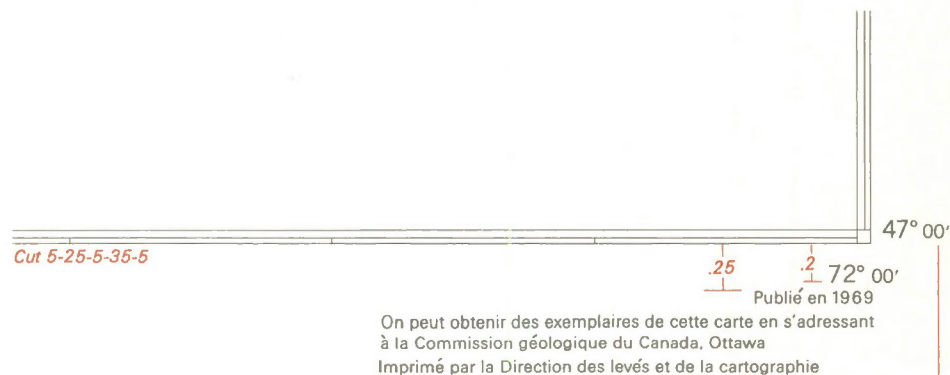 47° 00'
Cut 5-25-5-35-5
.25 .2 72° 00'
Publié en 1969
On peut obtenir des exemplaires de cette carte en s'adressant
à la Commission géologique du Canada, Ottawa
Imprimé par la Direction des levés et de la cartographie